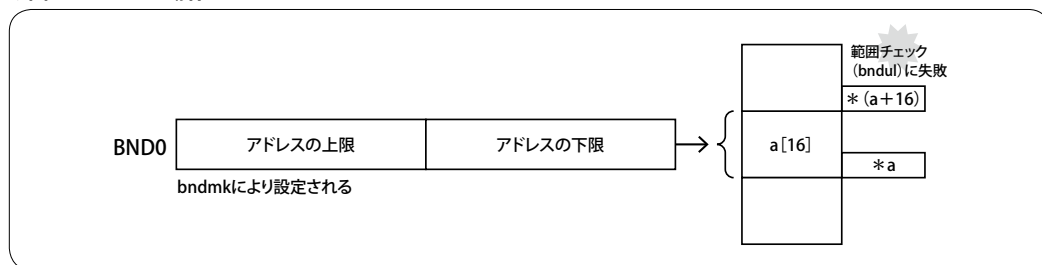 範囲チェック
（bndul）に失敗
＊（a＋16）
BND0
アドレスの上限
アドレスの下限
a［16］
＊a
bndmkにより設定される